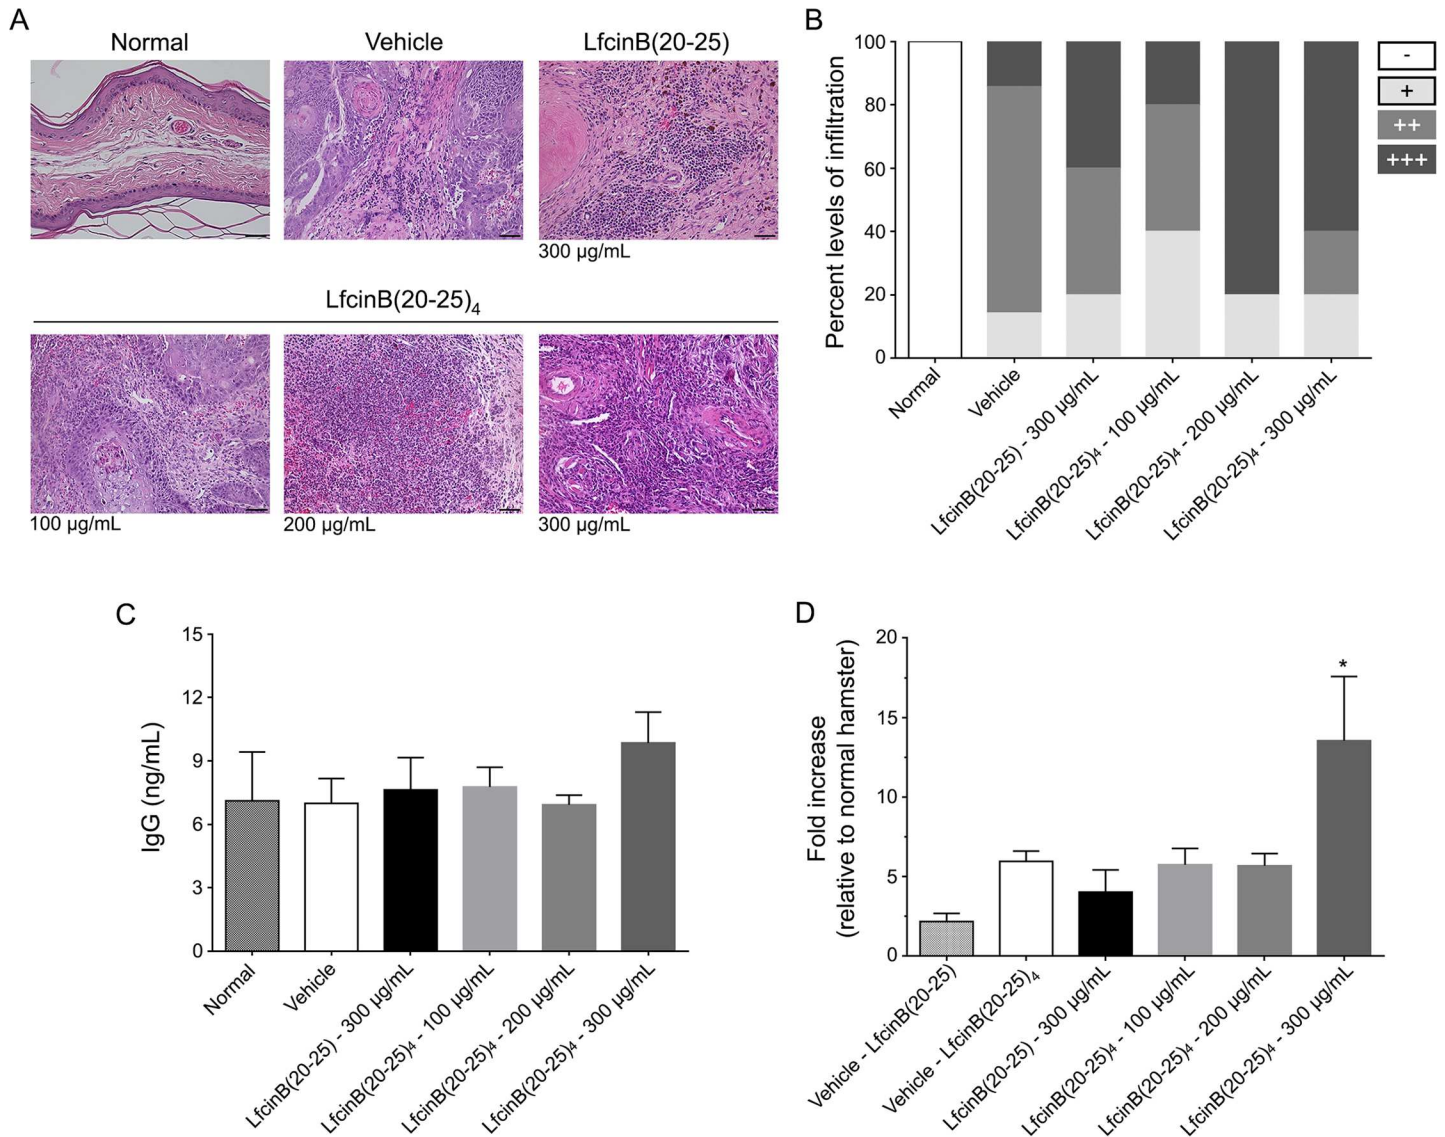 A
Normal
Vehicle
LfcinB(20-25)
300 µg/mL
LfcinB(20-25)4
100 µg/mL
200 µg/mL
300 µg/mL
B
Percent levels of infiltration
100
80
60
40
20
0
Normal
Vehicle
LfcinB(20-25) - 300 µg/mL
LfcinB(20-25)4 - 100 µg/mL
LfcinB(20-25)4 - 200 µg/mL
LfcinB(20-25)4 - 300 µg/mL
-
+
++
+++
C
IgG (ng/mL)
15
12
9
6
3
0
Normal
Vehicle
LfcinB(20-25) - 300 µg/mL
LfcinB(20-25)4 - 100 µg/mL
LfcinB(20-25)4 - 200 µg/mL
LfcinB(20-25)4 - 300 µg/mL
D
Fold increase
(relative to normal hamster)
20
15
10
5
0
*
Vehicle - LfcinB(20-25)
Vehicle - LfcinB(20-25)4
LfcinB(20-25) - 300 µg/mL
LfcinB(20-25)4 - 100 µg/mL
LfcinB(20-25)4 - 200 µg/mL
LfcinB(20-25)4 - 300 µg/mL